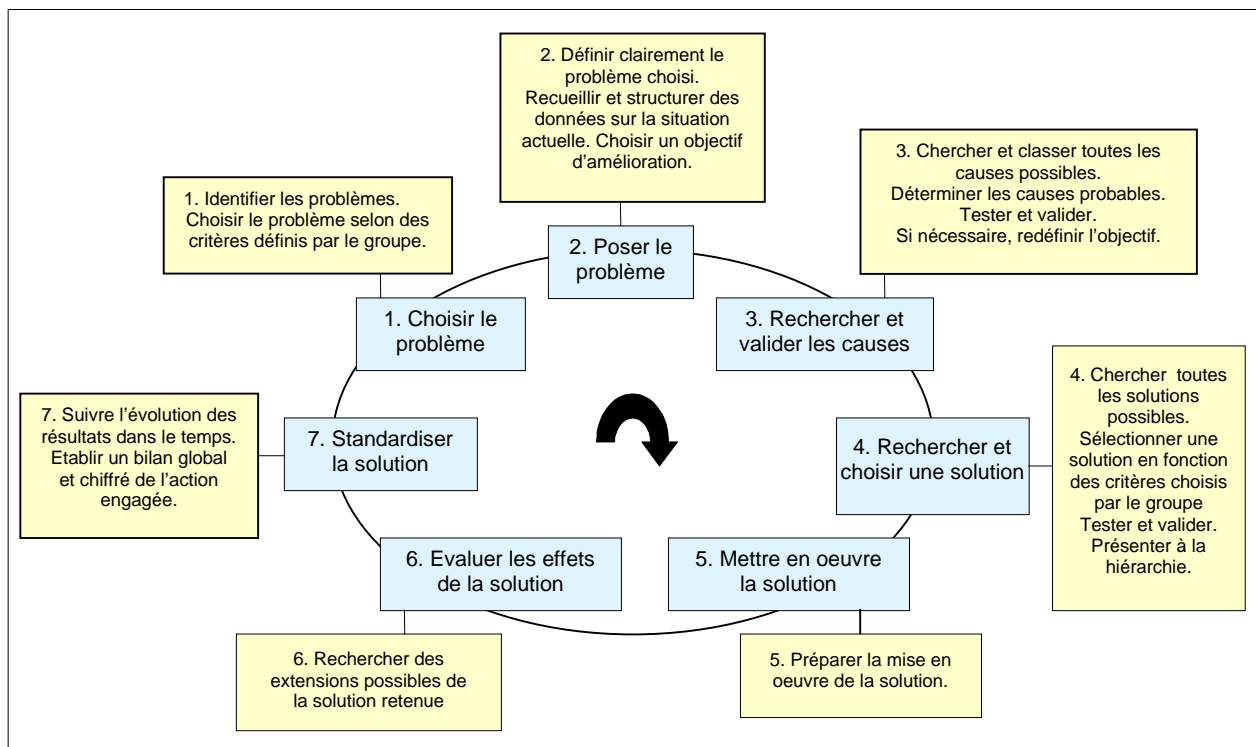 1. Identifier les problèmes.
Choisir le problème selon des
critères définis par le groupe.
1. Choisir le
problème
2. Définir clairement le
problème choisi.
Recueillir et structurer des
données sur la situation
actuelle. Choisir un objectif
d’amélioration.
2. Poser le
problème
3. Chercher et classer toutes les
causes possibles.
Déterminer les causes probables.
Tester et valider.
Si nécessaire, redéfinir l’objectif.
3. Rechercher et
valider les causes
4. Chercher toutes
les solutions
possibles.
Sélectionner une
solution en fonction
des critères choisis
par le groupe
Tester et valider.
Présenter à la
hiérarchie.
4. Rechercher et
choisir une solution
5. Mettre en oeuvre
la solution
5. Préparer la mise en
oeuvre de la solution.
6. Evaluer les effets
de la solution
6. Rechercher des
extensions possibles de
la solution retenue
7. Standardiser
la solution
7. Suivre l’évolution des
résultats dans le temps.
Etablir un bilan global
et chiffré de l’action
engagée.